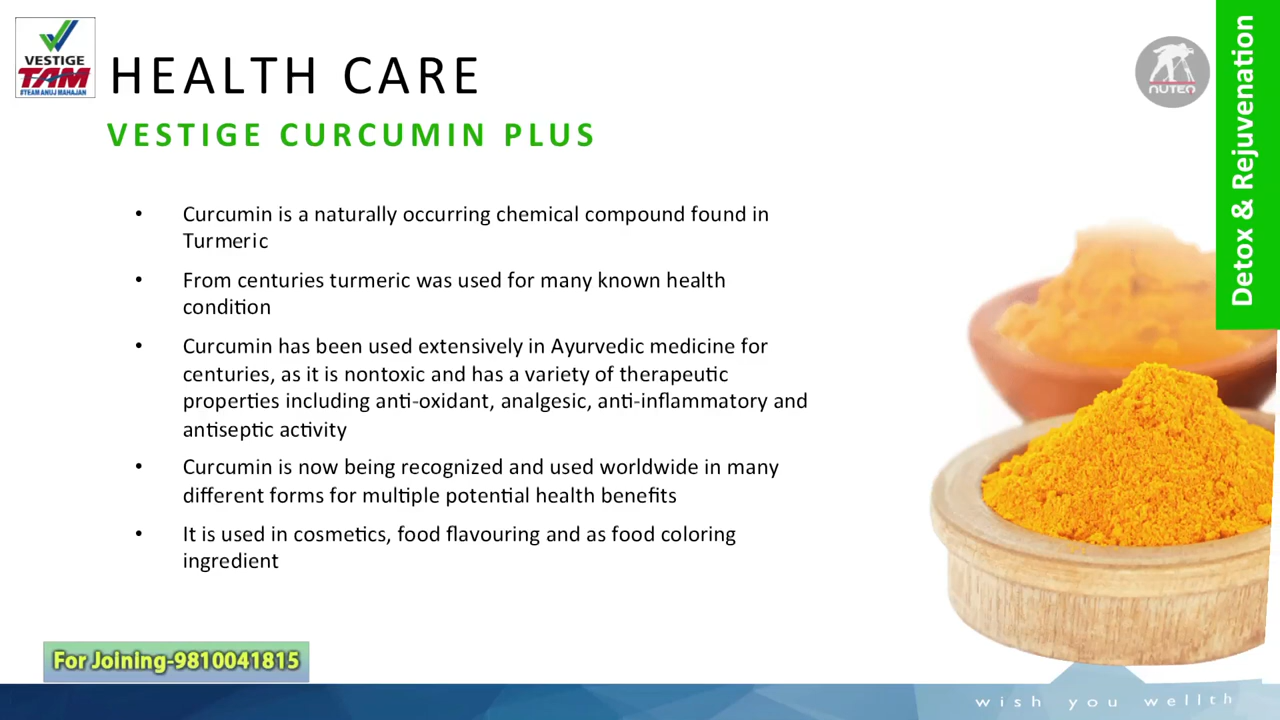 VESTIGE
TAM
#TEAM ANUJ MAHAJAN
HEALTH CARE
VESTIGE CURCUMIN PLUS
NUTEQ
Detox & Rejuvenation
• Curcumin is a naturally occurring chemical compound found in
Turmeric
• From centuries turmeric was used for many known health
condition
• Curcumin has been used extensively in Ayurvedic medicine for
centuries, as it is nontoxic and has a variety of therapeutic
properties including anti-oxidant, analgesic, anti-inflammatory and
antiseptic activity
• Curcumin is now being recognized and used worldwide in many
different forms for multiple potential health benefits
• It is used in cosmetics, food flavouring and as food coloring
ingredient
For Joining-9810041815
wish you wellth